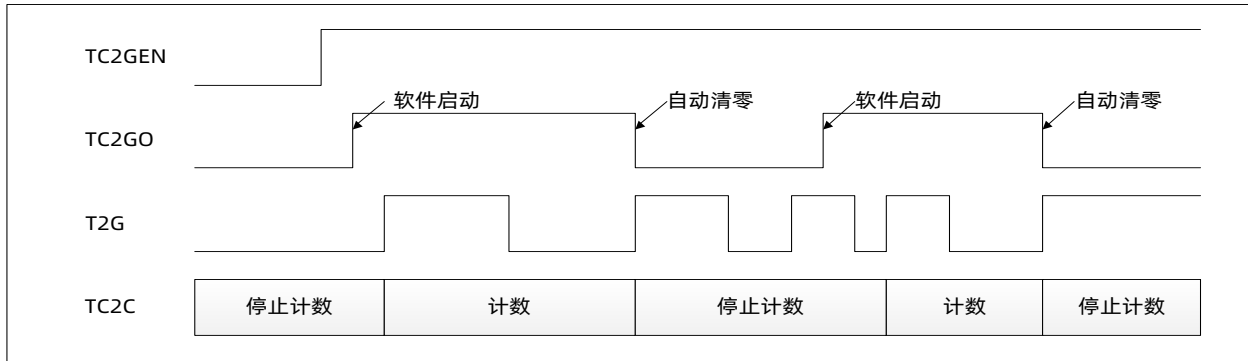 TC2GEN
软件启动 自动清零 软件启动 自动清零
TC2GO
T2G
TC2C 停止计数 计数 停止计数 计数 停止计数